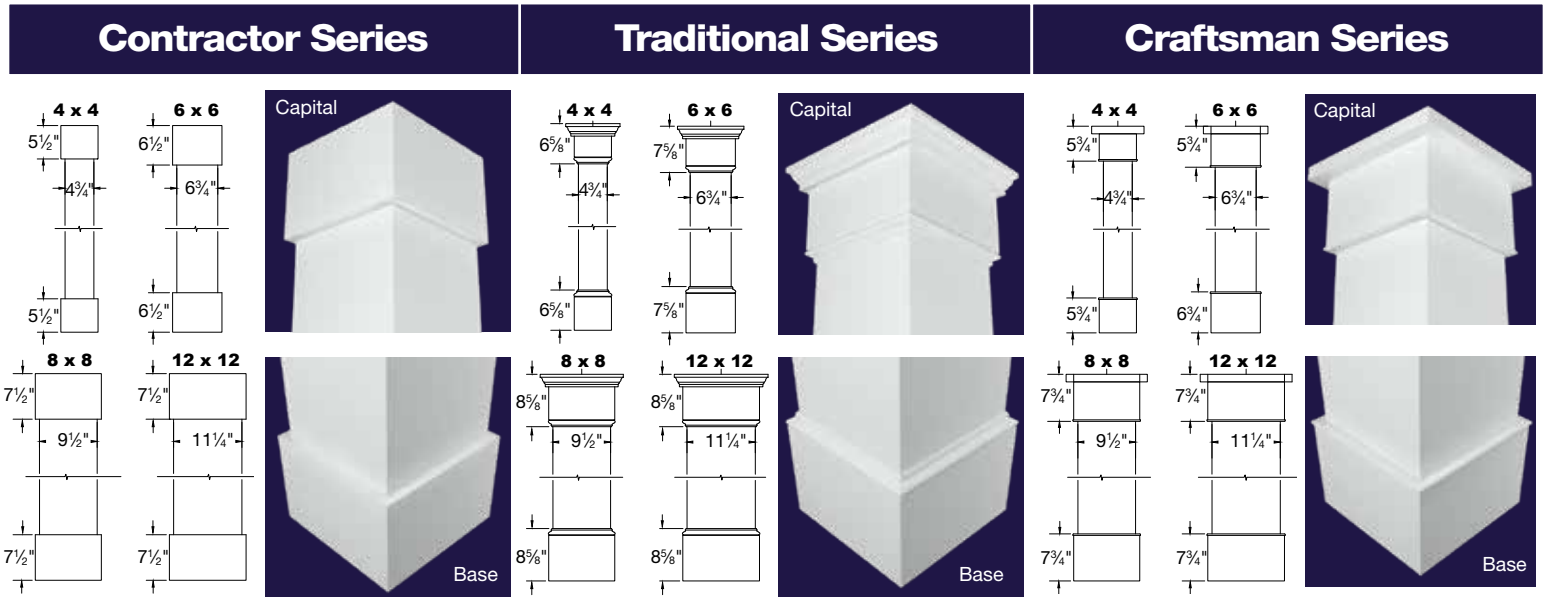 Contractor Series
4 x 4
6 x 6
5½"
6½"
4¾"
6¾"
5½"
6½"
8 x 8
12 x 12
7½"
7½"
9½"
11¼"
7½"
7½"
Capital
Base
Traditional Series
4 x 4
6 x 6
6⅝"
7⅝"
4¾"
6¾"
6⅝"
7⅝"
8 x 8
12 x 12
8⅝"
8⅝"
9½"
11¼"
8⅝"
8⅝"
Capital
Base
Craftsman Series
4 x 4
6 x 6
5¾"
5¾"
4¾"
6¾"
5¾"
6¾"
8 x 8
12 x 12
7¾"
7¾"
9½"
11¼"
7¾"
7¾"
Capital
Base